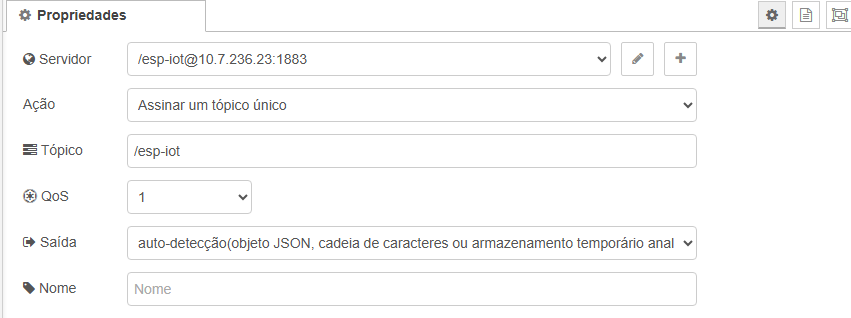 Propriedades
Servidor
/esp-iot@10.7.236.23:1883
Ação
Assinar um tópico único
Tópico
/esp-iot
QoS
1
Saída
auto-detecção(objeto JSON, cadeia de caracteres ou armazenamento temporário anal
Nome
Nome